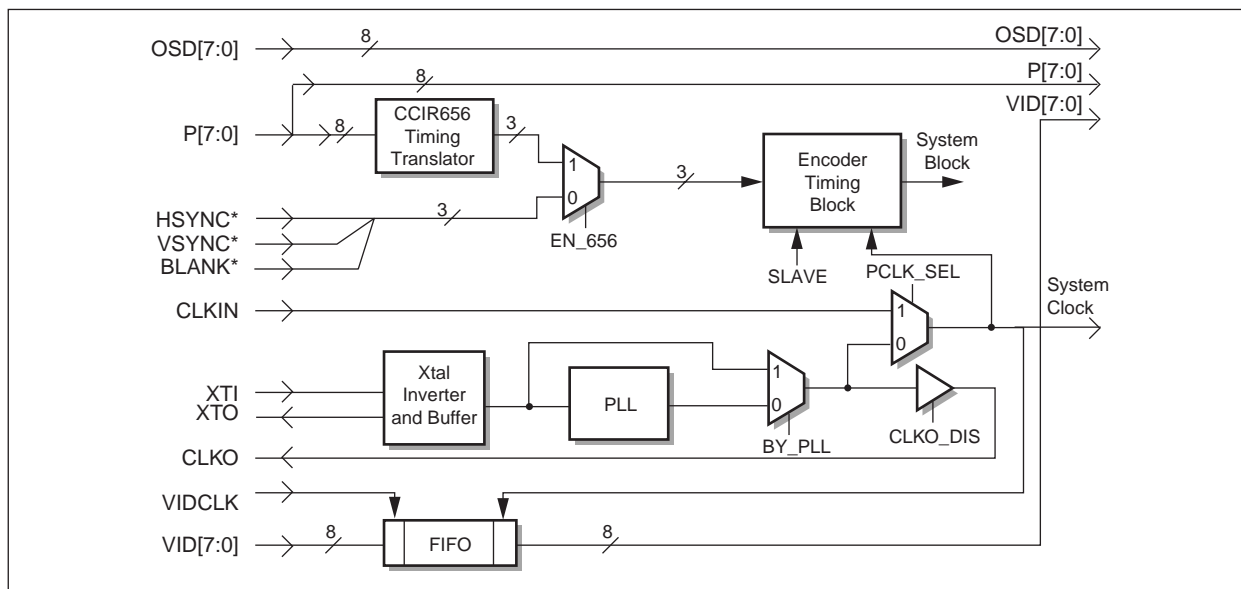 OSD[7:0]
8
OSD[7:0]
8
P[7:0]
P[7:0]
8
CCIR656
Timing
Translator
3
VID[7:0]
1
0
EN_656
3
Encoder
Timing
Block
System
Block
HSYNC*
3
VSYNC*
BLANK*
SLAVE
PCLK_SEL
System
Clock
CLKIN
1
0
XTI
XTO
Xtal
Inverter
and Buffer
PLL
1
0
BY_PLL
CLKO_DIS
CLKO
VIDCLK
VID[7:0]
8
FIFO
8